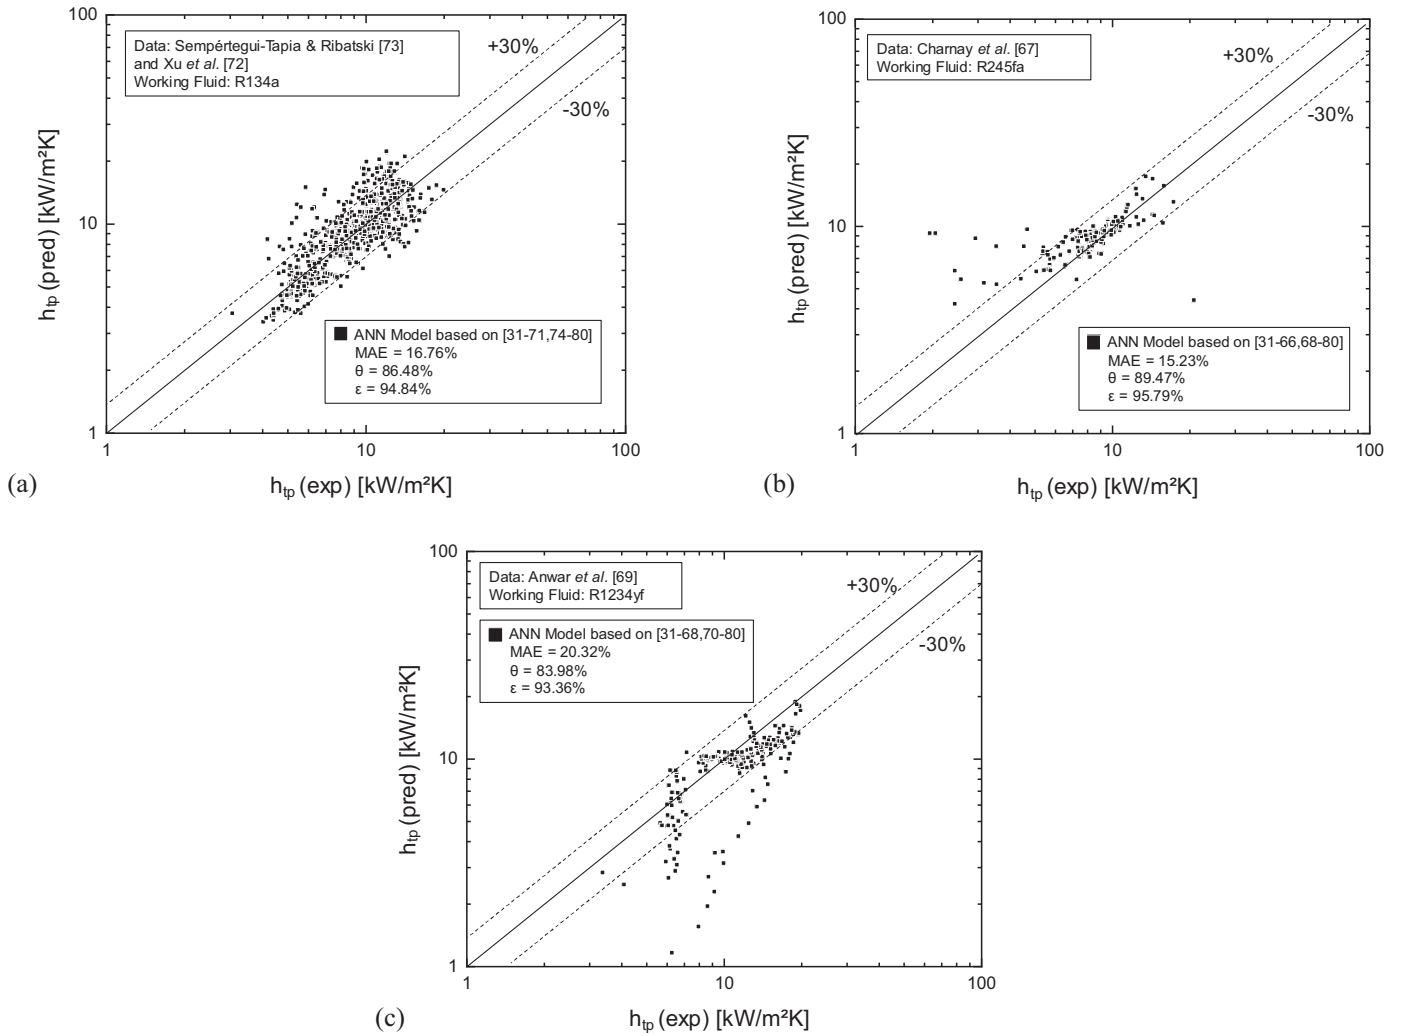 100
10
1
1
10
100
Data: Sempértegui-Tapia & Ribatski [73]
and Xu et al. [72]
Working Fluid: R134a
+30%
-30%
ANN Model based on [31-71,74-80]
MAE = 16.76%
θ = 86.48%
ε = 94.84%
h_tp (pred) [kW/m²K]
h_tp (exp) [kW/m²K]
(a)
100
10
1
1
10
100
Data: Charnay et al. [67]
Working Fluid: R245fa
+30%
-30%
ANN Model based on [31-66,68-80]
MAE = 15.23%
θ = 89.47%
ε = 95.79%
h_tp (pred) [kW/m²K]
h_tp (exp) [kW/m²K]
(b)
100
10
1
1
10
100
Data: Anwar et al. [69]
Working Fluid: R1234yf
ANN Model based on [31-68,70-80]
MAE = 20.32%
θ = 83.98%
ε = 93.36%
+30%
-30%
h_tp (pred) [kW/m²K]
h_tp (exp) [kW/m²K]
(c)